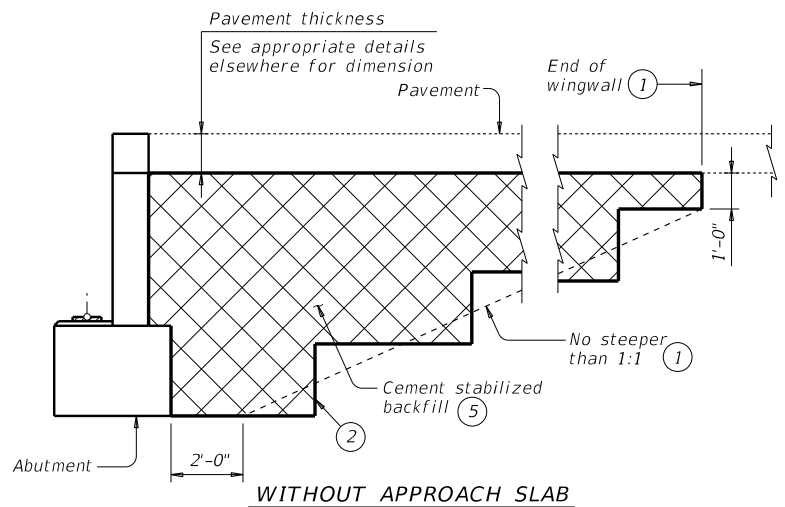 Pavement thickness
See appropriate details
elsewhere for dimension
Pavement
End of
wingwall 1
1'-0"
No steeper
than 1:1 1
Cement stabilized
backfill 5
2
2'-0"
Abutment
WITHOUT APPROACH SLAB